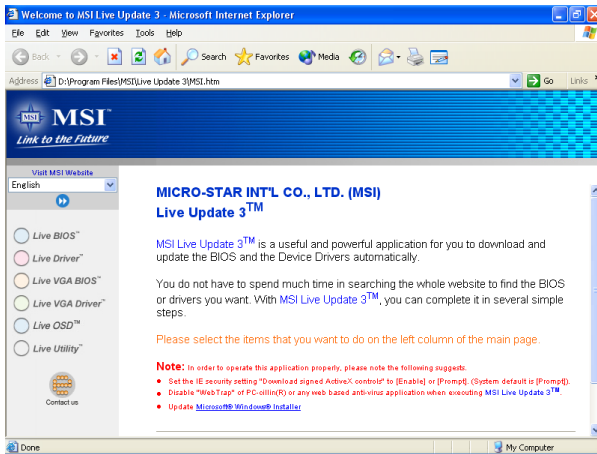 Welcome to MSI Live Update 3 - Microsoft Internet Explorer
File Edit View Favorites Tools Help
Back Search Favorites Media
Address D:\Program Files\MSI\Live Update 3\MSI.htm Go Links
MSI MSI™
Link to the Future
Visit MSI Website
English
Live BIOS™
Live Driver™
Live VGA BIOS™
Live VGA Driver™
Live OSD™
Live Utility™
Contact us
MICRO-STAR INT'L CO., LTD. (MSI)
Live Update 3TM
MSI Live Update 3TM is a useful and powerful application for you to download and
update the BIOS and the Device Drivers automatically.
You do not have to spend much time in searching the whole website to find the BIOS
or drivers you want. With MSI Live Update 3TM, you can complete it in several simple
steps.
Please select the items that you want to do on the left column of the main page.
Note: In order to operate this application properly, please note the following suggests.
• Set the IE security setting "Download signed ActiveX controls" to [Enable] or [Prompt]. (System default is [Prompt]).
• Disable "WebTrap" of PC-cillin(R) or any web based anti-virus application when executing MSI Live Update 3TM.
• Update Microsoft® Windows® Installer
Done My Computer